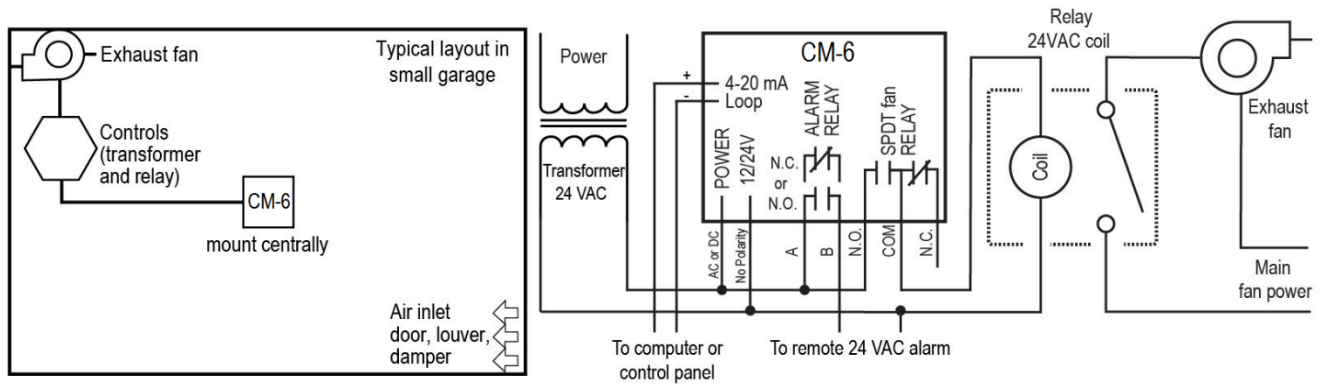 Exhaust fan
Typical layout in
small garage
Controls
(transformer
and relay)
CM-6
mount centrally
Air inlet
door, louver,
damper
Power
Transformer
24 VAC
CM-6
+
4-20 mA
-
Loop
POWER
12/24V
ALARM
RELAY
N.C.
or
N.O.
SPDT fan
RELAY
AC or DC
No Polarity
A
B
N.O.
COM
N.C.
To computer or
control panel
To remote 24 VAC alarm
Relay
24VAC coil
Coil
Exhaust
fan
Main
fan power